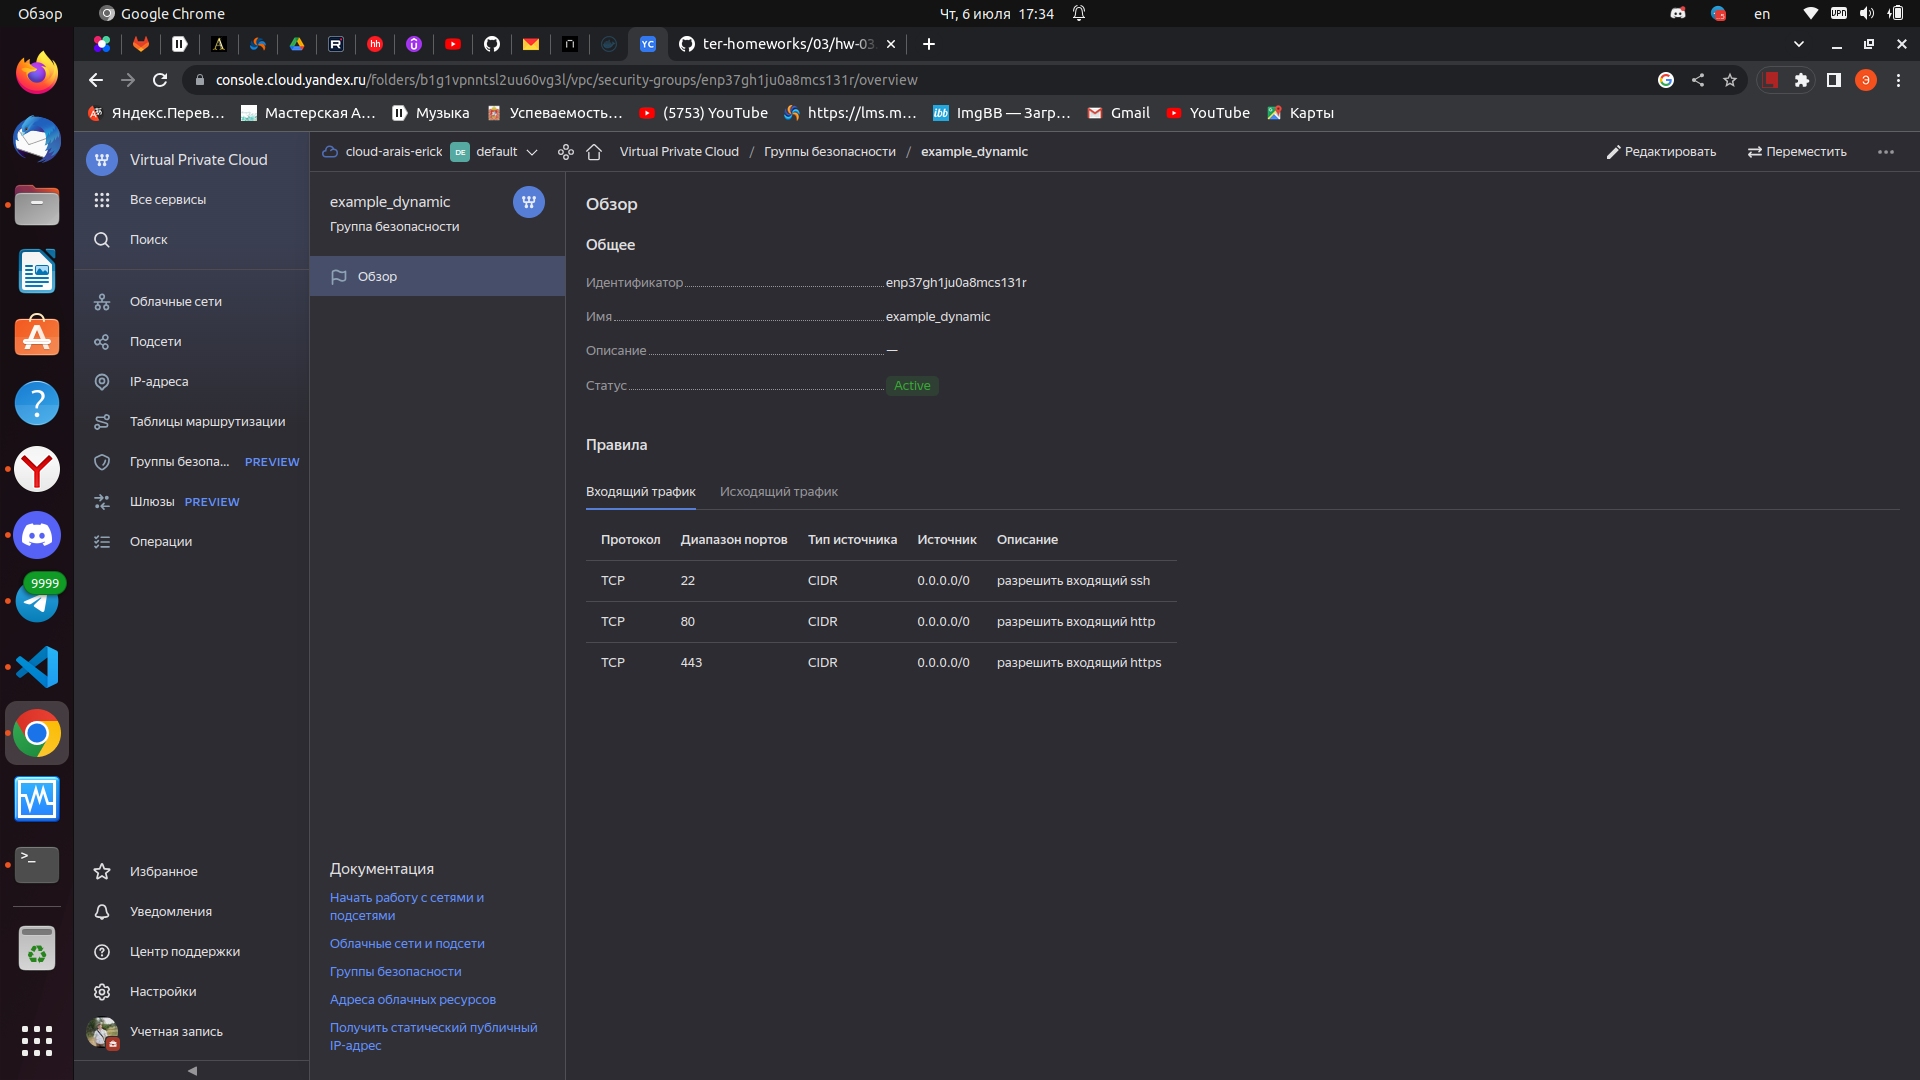 Обзор
Google Chrome
Чт, 6 июля 17:34
en
VPN
YC
ter-homeworks/03/hw-03
console.cloud.yandex.ru/folders/b1g1vpnntsl2uu60vg3l/vpc/security-groups/enp37gh1ju0a8mcs131r/overview
Э
Яндекс.Перев…
Мастерская А…
Музыка
Успеваемость…
(5753) YouTube
https://lms.m…
ImgBB — Загр…
Gmail
YouTube
Карты
Virtual Private Cloud
Все сервисы
Поиск
Облачные сети
Подсети
IP-адреса
Таблицы маршрутизации
Группы безопа… PREVIEW
Шлюзы PREVIEW
Операции
Избранное
Уведомления
Центр поддержки
Настройки
Учетная запись
9999
cloud-arais-erick
DE
default
Virtual Private Cloud / Группы безопасности / example_dynamic
Редактировать
Переместить
example_dynamic
Группа безопасности
Обзор
Документация
Начать работу с сетями и
подсетями
Облачные сети и подсети
Группы безопасности
Адреса облачных ресурсов
Получить статический публичный
IP-адрес
Обзор
Общее
Идентификатор enp37gh1ju0a8mcs131r
Имя example_dynamic
Описание —
Статус Active
Правила
Входящий трафик Исходящий трафик
Протокол Диапазон портов Тип источника Источник Описание
TCP 22 CIDR 0.0.0.0/0 разрешить входящий ssh
TCP 80 CIDR 0.0.0.0/0 разрешить входящий http
TCP 443 CIDR 0.0.0.0/0 разрешить входящий https